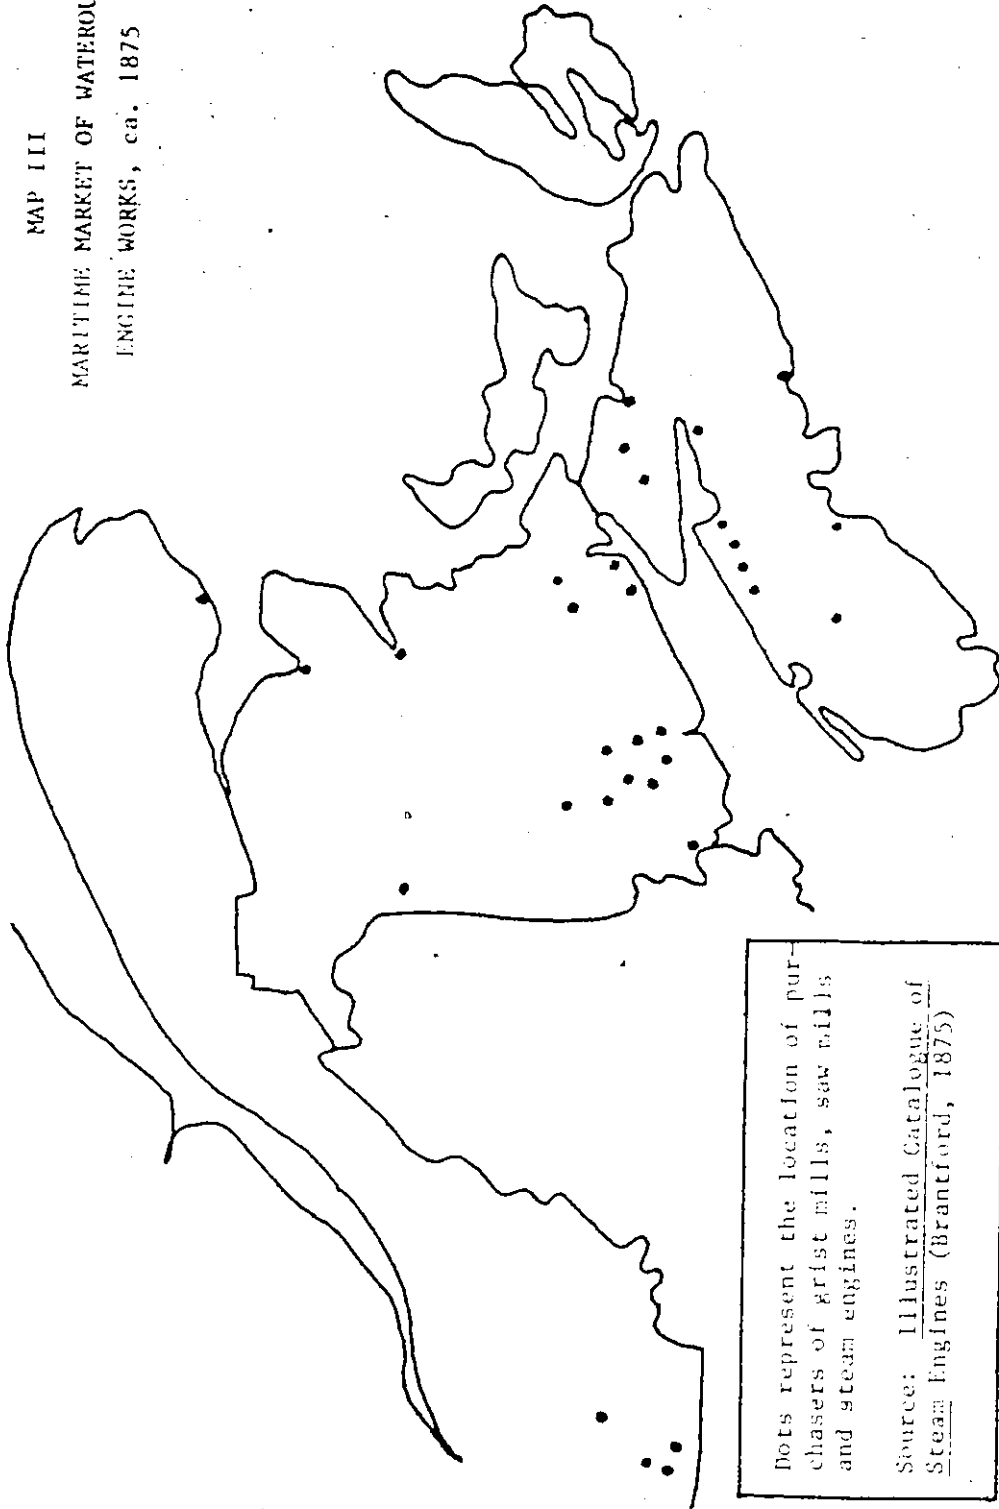 MAP III
MARITIME MARKET OF WATEROU
ENGINE WORKS, ca. 1875
Dots represent the location of pur-
chasers of grist mills, saw mills
and steam engines.
Source: Illustrated Catalogue of
Steam Engines (Brantford, 1875)